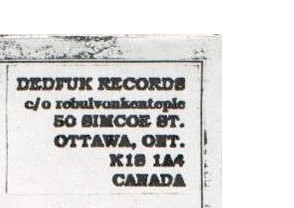 DEDFUK RECORDS
c/o robulvonkentopic
50 SIMCOE ST.
OTTAWA, ONT.
K1S 1A4
CANADA